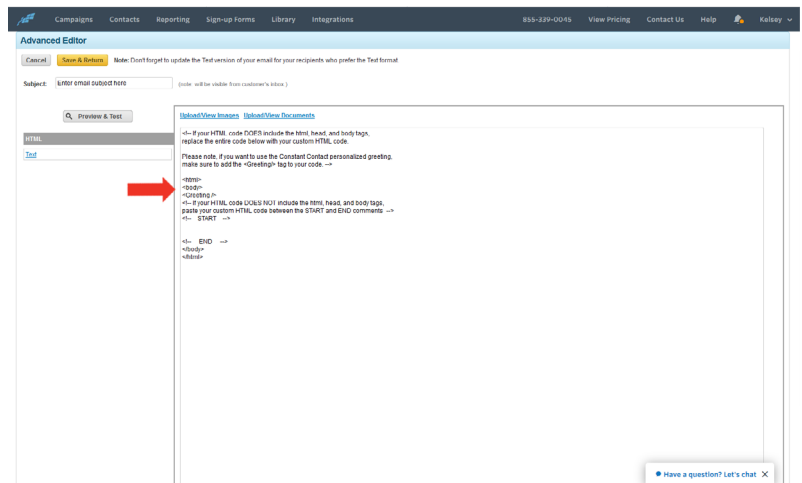 Campaigns Contacts Reporting Sign-up Forms Library Integrations 855-339-0045 View Pricing Contact Us Help Kelsey
Advanced Editor
Cancel Save & Return Note: Don't forget to update the Text version of your email for your recipients who prefer the Text format.
Subject: Enter email subject here (note: will be visible from customer's inbox.)
Preview & Test
Upload/View Images Upload/View Documents
HTML
Text
<!-- If your HTML code DOES include the html, head, and body tags,
replace the entire code below with your custom HTML code.
Please note, if you want to use the Constant Contact personalized greeting,
make sure to add the <Greeting/> tag to your code. -->
<html>
<body>
<Greeting />
<!-- If your HTML code DOES NOT include the html, head, and body tags,
paste your custom HTML code between the START and END comments -->
<!-- START -->
<!-- END -->
</body>
</html>
Have a question? Let's chat X